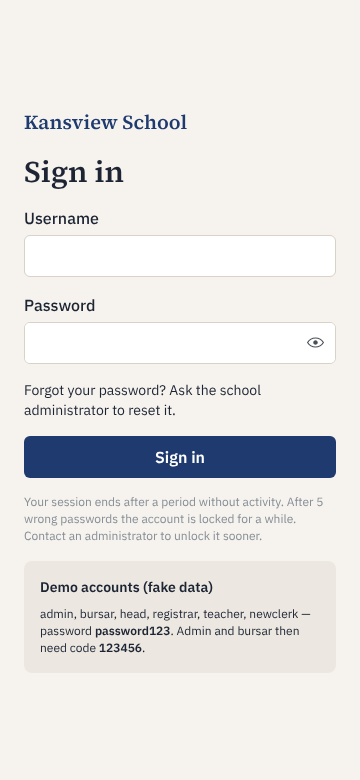 Kansview School
Sign in
Username
Password
Forgot your password? Ask the school
administrator to reset it.
Sign in
Your session ends after a period without activity. After 5
wrong passwords the account is locked for a while.
Contact an administrator to unlock it sooner.
Demo accounts (fake data)
admin, bursar, head, registrar, teacher, newclerk —
password password123. Admin and bursar then
need code 123456.